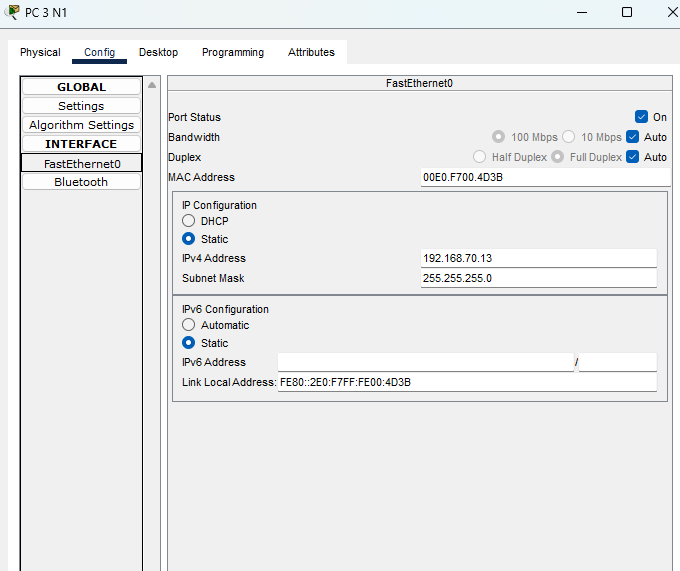 PC 3 N1
Physical Config Desktop Programming Attributes
GLOBAL
Settings
Algorithm Settings
INTERFACE
FastEthernet0
Bluetooth
FastEthernet0
Port Status On
Bandwidth 100 Mbps 10 Mbps Auto
Duplex Half Duplex Full Duplex Auto
MAC Address 00E0.F700.4D3B
IP Configuration
DHCP
Static
IPv4 Address 192.168.70.13
Subnet Mask 255.255.255.0
IPv6 Configuration
Automatic
Static
IPv6 Address /
Link Local Address: FE80::2E0:F7FF:FE00:4D3B